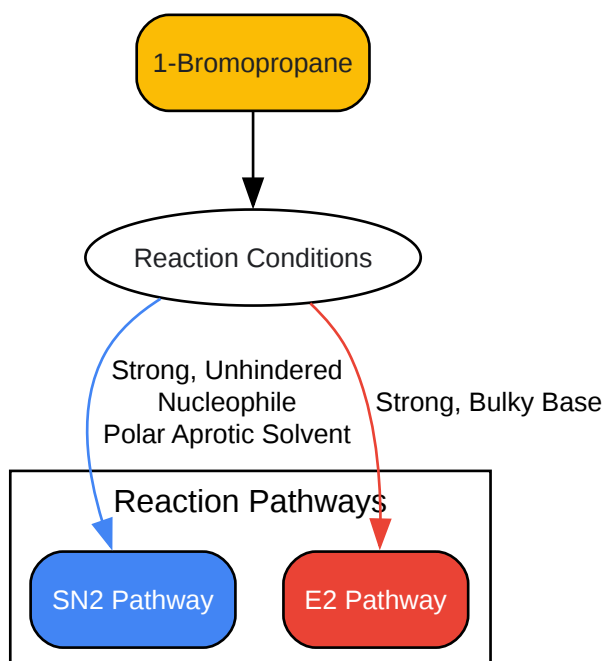 1-Bromopropane
Reaction Conditions
Strong, Unhindered
Nucleophile
Polar Aprotic Solvent
Strong, Bulky Base
Reaction Pathways
SN2 Pathway
E2 Pathway